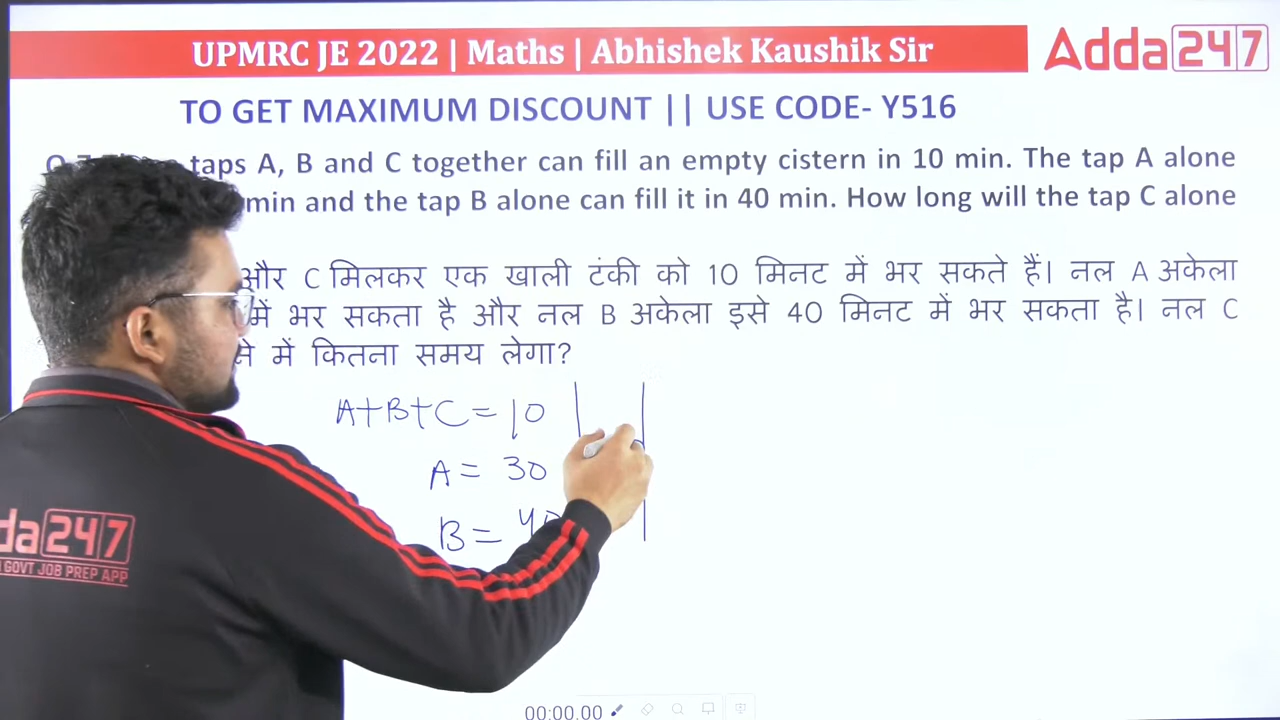 UPMRC JE 2022 | Maths | Abhishek Kaushik Sir
Adda247
TO GET MAXIMUM DISCOUNT || USE CODE- Y516
taps A, B and C together can fill an empty cistern in 10 min. The tap A alone
min and the tap B alone can fill it in 40 min. How long will the tap C alone
और C मिलकर एक खाली टंकी को 10 मिनट में भर सकते हैं। नल A अकेला
में भर सकता है और नल B अकेला इसे 40 मिनट में भर सकता है। नल C
में कितना समय लेगा?
A+B+C = 10
A = 30
B = 40
da247
GOVT JOB PREP APP
00:00.00